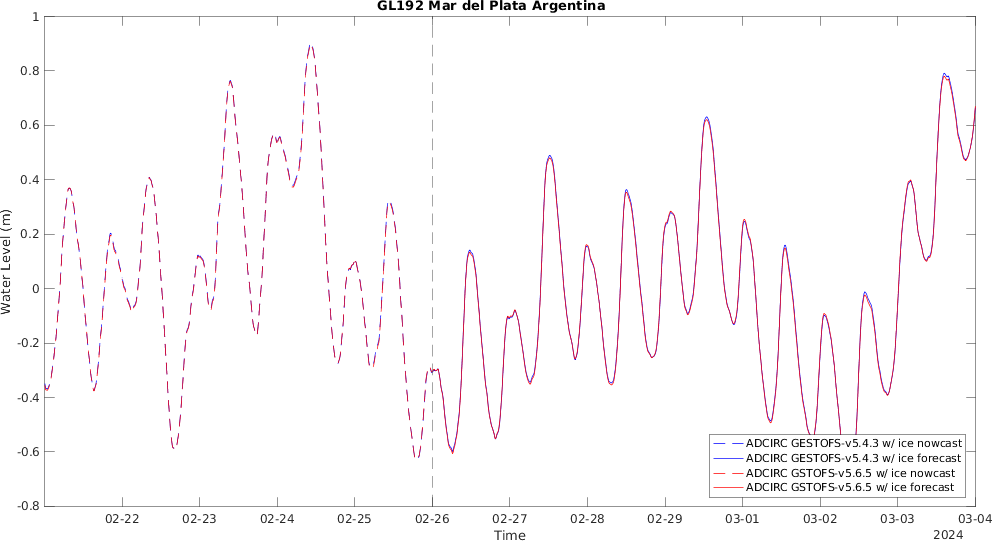 GL192 Mar del Plata Argentina
1
0.8
0.6
0.4
0.2
0
-0.2
-0.4
-0.6
-0.8
Water Level (m)
ADCIRC GESTOFS-v5.4.3 w/ ice nowcast
ADCIRC GESTOFS-v5.4.3 w/ ice forecast
ADCIRC GSTOFS-v5.6.5 w/ ice nowcast
ADCIRC GSTOFS-v5.6.5 w/ ice forecast
02-22 02-23 02-24 02-25 02-26 02-27 02-28 02-29 03-01 03-02 03-03 03-04
Time
2024